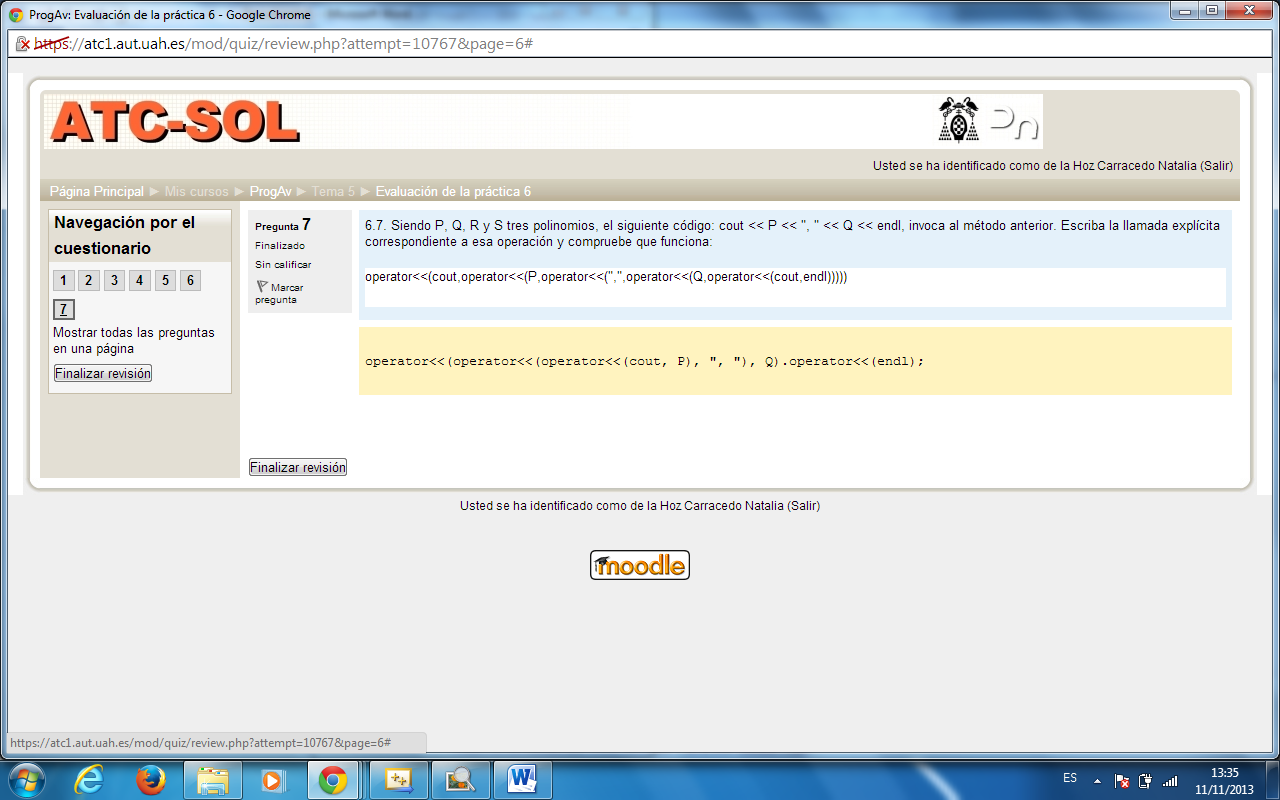 ProgAv: Evaluación de la práctica 6 - Google Chrome
https://atc1.aut.uah.es/mod/quiz/review.php?attempt=10767&page=6#
ATC-SOL
Usted se ha identificado como de la Hoz Carracedo Natalia (Salir)
Página Principal ► Mis cursos ► ProgAv ► Tema 5 ► Evaluación de la práctica 6
Navegación por el
cuestionario
1 2 3 4 5 6
7
Mostrar todas las preguntas
en una página
Finalizar revisión
Pregunta 7
Finalizado
Sin calificar
Marcar
pregunta
6.7. Siendo P, Q, R y S tres polinomios, el siguiente código: cout << P << ", " << Q << endl, invoca al método anterior. Escriba la llamada explícita
correspondiente a esa operación y compruebe que funciona:
operator<<(cout,operator<<(P,operator<<(",",operator<<(Q,operator<<(cout,endl)))))
operator<<(operator<<(operator<<(cout, P), ", "), Q).operator<<(endl);
Finalizar revisión
Usted se ha identificado como de la Hoz Carracedo Natalia (Salir)
moodle
https://atc1.aut.uah.es/mod/quiz/review.php?attempt=10767&page=6#
ES
13:35
11/11/2013